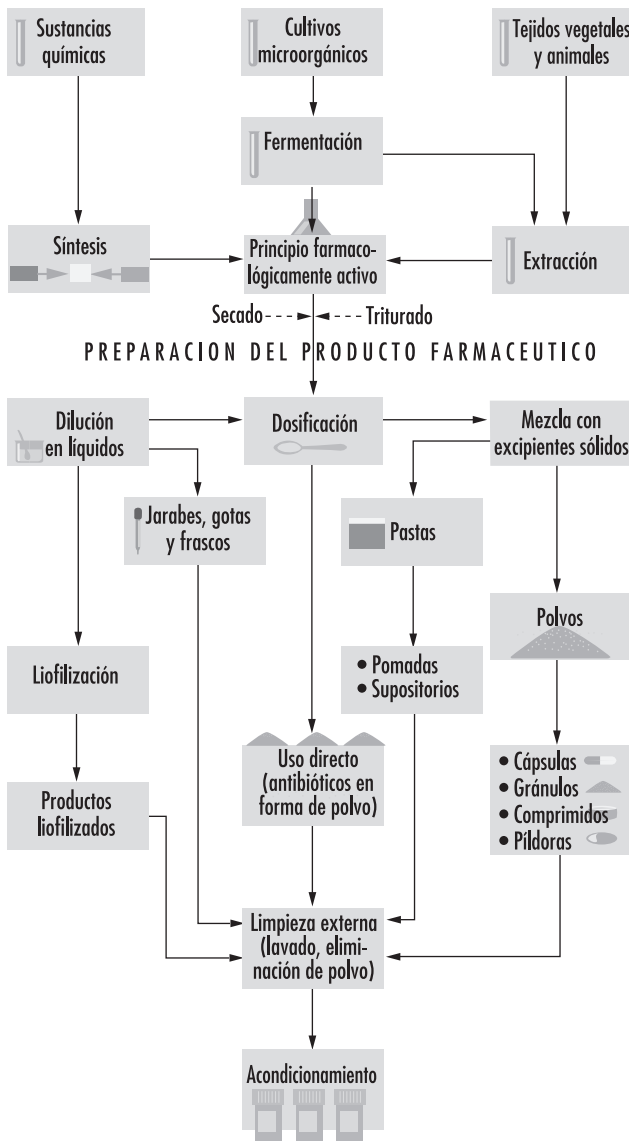 Sustancias
químicas
Cultivos
microorgánicos
Tejidos vegetales
y animales
Fermentación
Síntesis
Principio farmaco-
lógicamente activo
Extracción
Secado
Triturado
PREPARACION DEL PRODUCTO FARMACEUTICO
Dilución
en líquidos
Dosificación
Mezcla con
excipientes sólidos
Jarabes, gotas
y frascos
Pastas
Polvos
Liofilización
• Pomadas
• Supositorios
Uso directo
(antibióticos en
forma de polvo)
• Cápsulas
• Gránulos
• Comprimidos
• Píldoras
Productos
liofilizados
Limpieza externa
(lavado, elimi-
nación de polvo)
Acondicionamiento